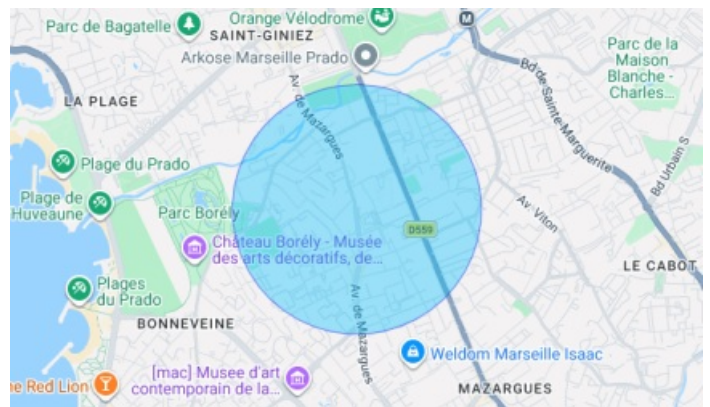 Parc de Bagatelle
Orange Vélodrome
SAINT-GINIEZ
M
Arkose Marseille Prado
Parc de la
Maison
Blanche -
Charles...
LA PLAGE
Av. de Mazargues
Bd de Sainte-Marguerite
Bd Urbain S
Plage du Prado
Plage de
Huveaune
Parc Borély
Av. Viton
D559
Château Borély - Musée
des arts décoratifs, de...
LE CABOT
Plages
du Prado
Av. de Mazargues
BONNEVEINE
Weldom Marseille Isaac
[mac] Musee d'art
contemporain de la...
ne Red Lion
MAZARGUES